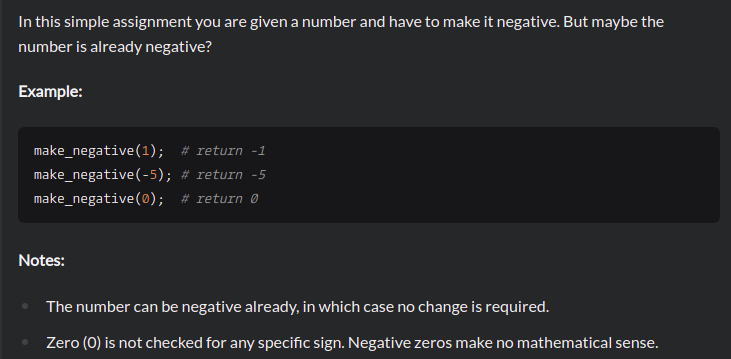 In this simple assignment you are given a number and have to make it negative. But maybe the
number is already negative?
Example:
make_negative(1);  # return -1
make_negative(-5); # return -5
make_negative(0);  # return 0
Notes:
The number can be negative already, in which case no change is required.
Zero (0) is not checked for any specific sign. Negative zeros make no mathematical sense.